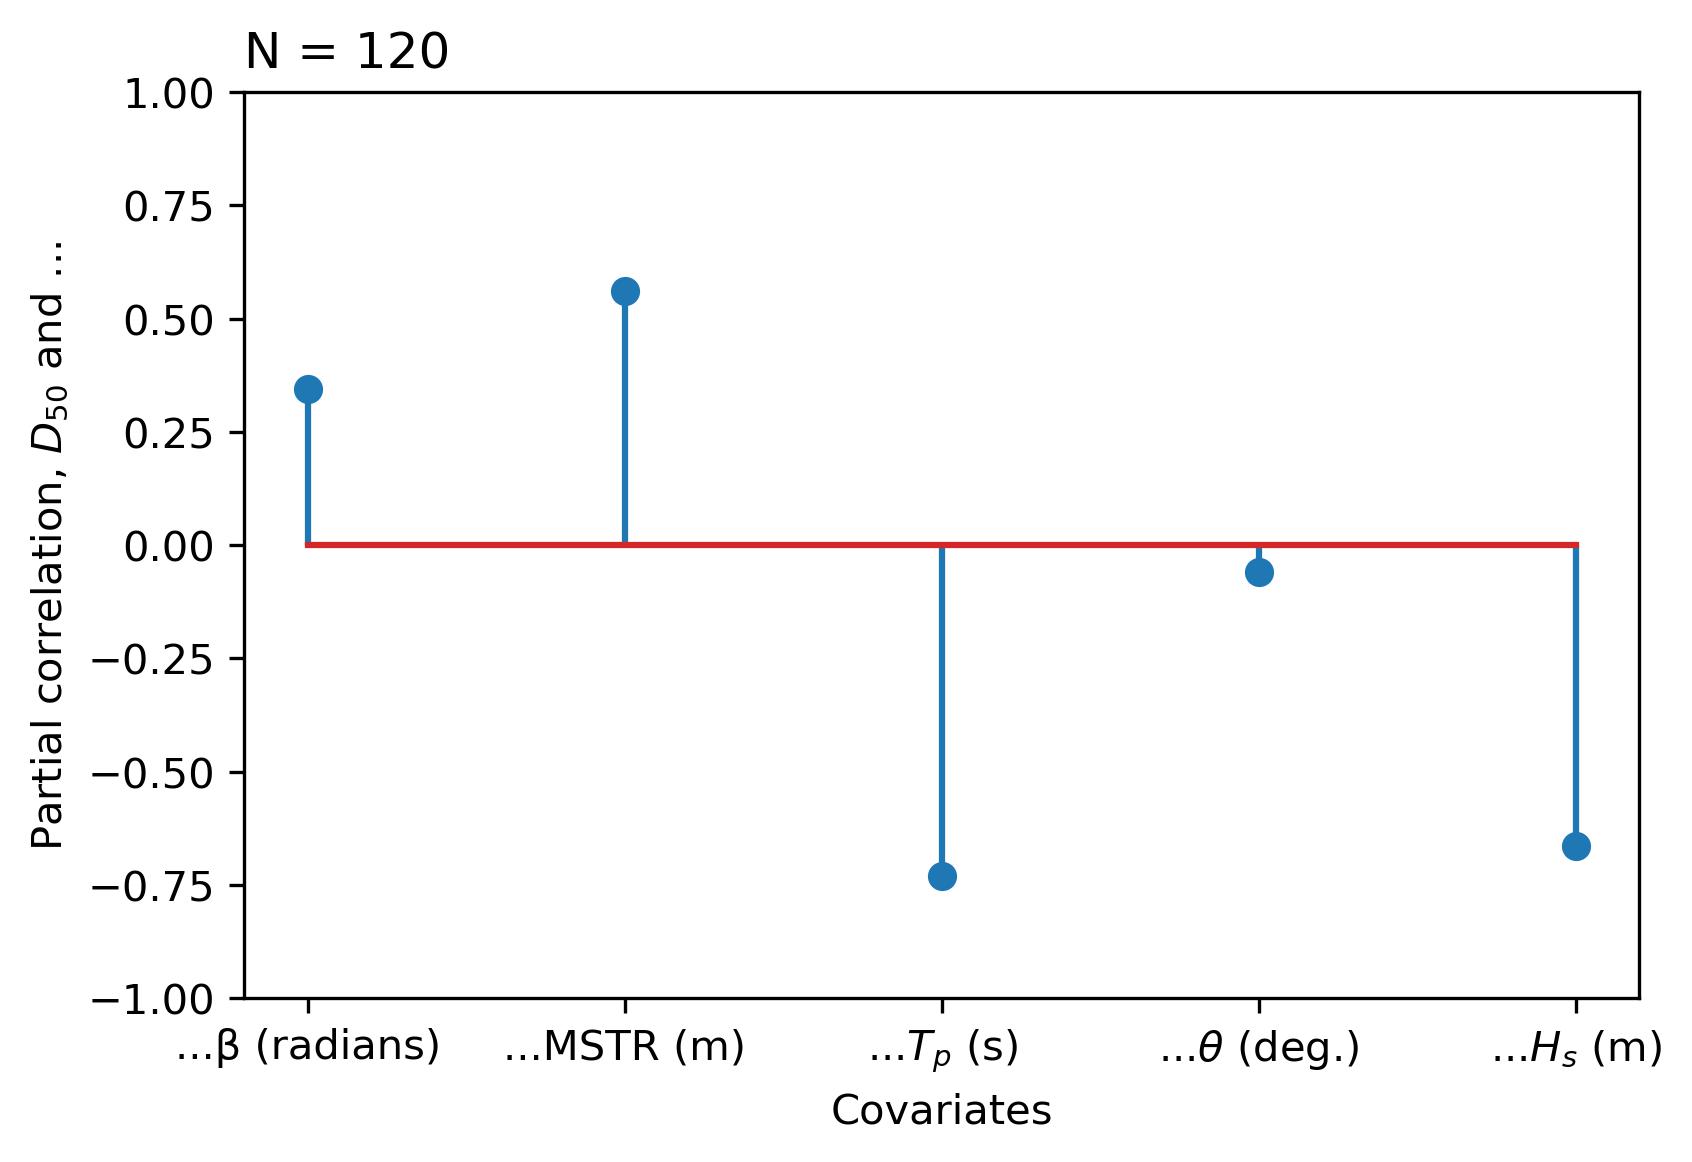 N = 120
1.00
0.75
0.50
0.25
0.00
−0.25
−0.50
−0.75
−1.00
Partial correlation, D₅₀ and ...
...β (radians) ...MSTR (m) ...Tₚ (s) ...θ (deg.) ...Hₛ (m)
Covariates